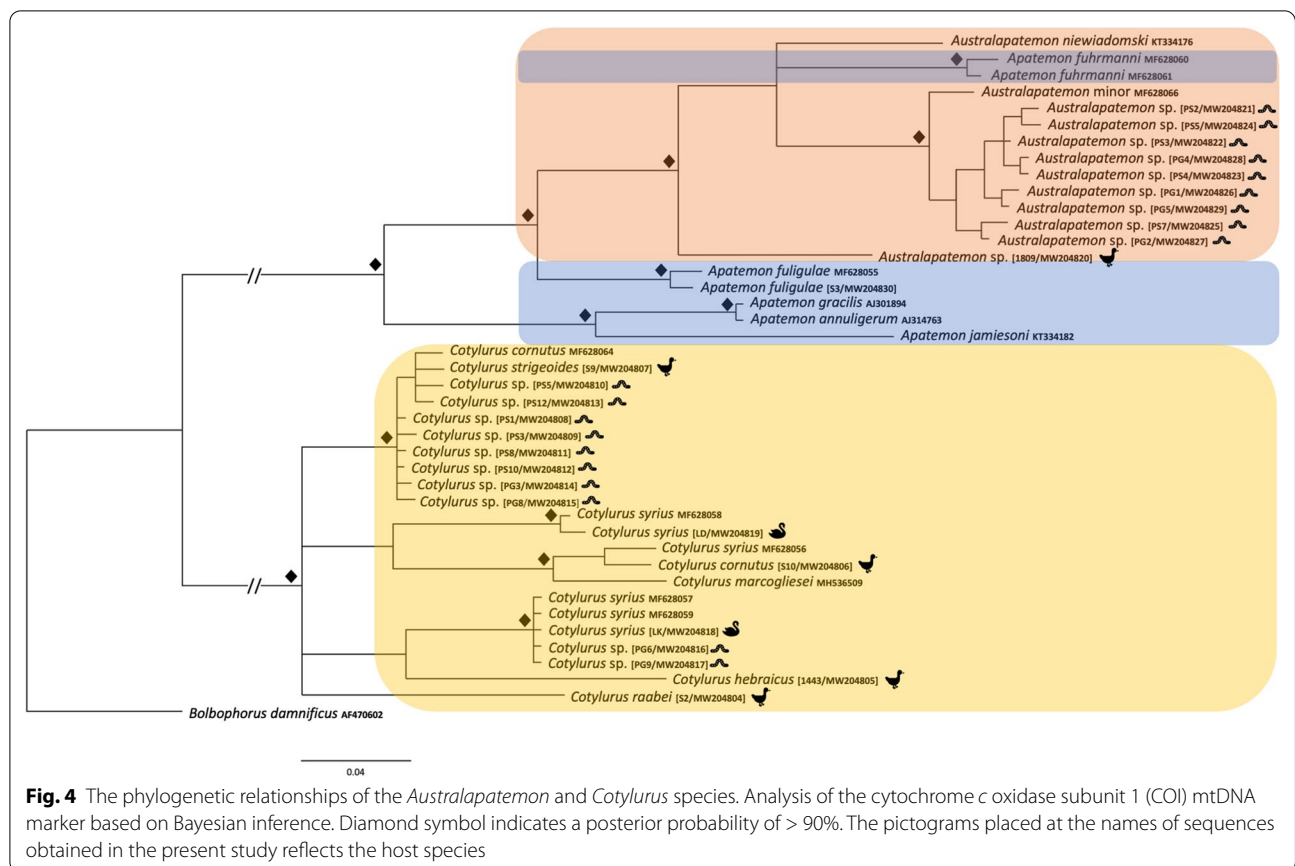 Australapatemon niewiadomski KT334176
Apatemon fuhrmanni MF628060
Apatemon fuhrmanni MF628061
Australapatemon minor MF628066
Australapatemon sp. [PS2/MW204821]
Australapatemon sp. [PS5/MW204824]
Australapatemon sp. [PS3/MW204822]
Australapatemon sp. [PG4/MW204828]
Australapatemon sp. [PS4/MW204823]
Australapatemon sp. [PG1/MW204826]
Australapatemon sp. [PG5/MW204829]
Australapatemon sp. [PS7/MW204825]
Australapatemon sp. [PG2/MW204827]
Australapatemon sp. [1809/MW204820]
Apatemon fuligulae MF628055
Apatemon fuligulae [S3/MW204830]
Apatemon gracilis AJ301894
Apatemon annuligerum AJ314763
Apatemon jamiesoni KT334182
Cotylurus cornutus MF628064
Cotylurus strigeoides [S9/MW204807]
Cotylurus sp. [PS5/MW204810]
Cotylurus sp. [PS12/MW204813]
Cotylurus sp. [PS1/MW204808]
Cotylurus sp. [PS3/MW204809]
Cotylurus sp. [PS8/MW204811]
Cotylurus sp. [PS10/MW204812]
Cotylurus sp. [PG3/MW204814]
Cotylurus sp. [PG8/MW204815]
Cotylurus syrius MF628058
Cotylurus syrius [LD/MW204819]
Cotylurus syrius MF628056
Cotylurus cornutus [S10/MW204806]
Cotylurus marcogliesei MH536509
Cotylurus syrius MF628057
Cotylurus syrius MF628059
Cotylurus syrius [LK/MW204818]
Cotylurus sp. [PG6/MW204816]
Cotylurus sp. [PG9/MW204817]
Cotylurus hebraicus [1443/MW204805]
Cotylurus raabei [S2/MW204804]
Bolbophorus damnificus AF470602
0.04
Fig. 4 The phylogenetic relationships of the Australapatemon and Cotylurus species. Analysis of the cytochrome c oxidase subunit 1 (COI) mtDNA
marker based on Bayesian inference. Diamond symbol indicates a posterior probability of > 90%. The pictograms placed at the names of sequences
obtained in the present study reflects the host species